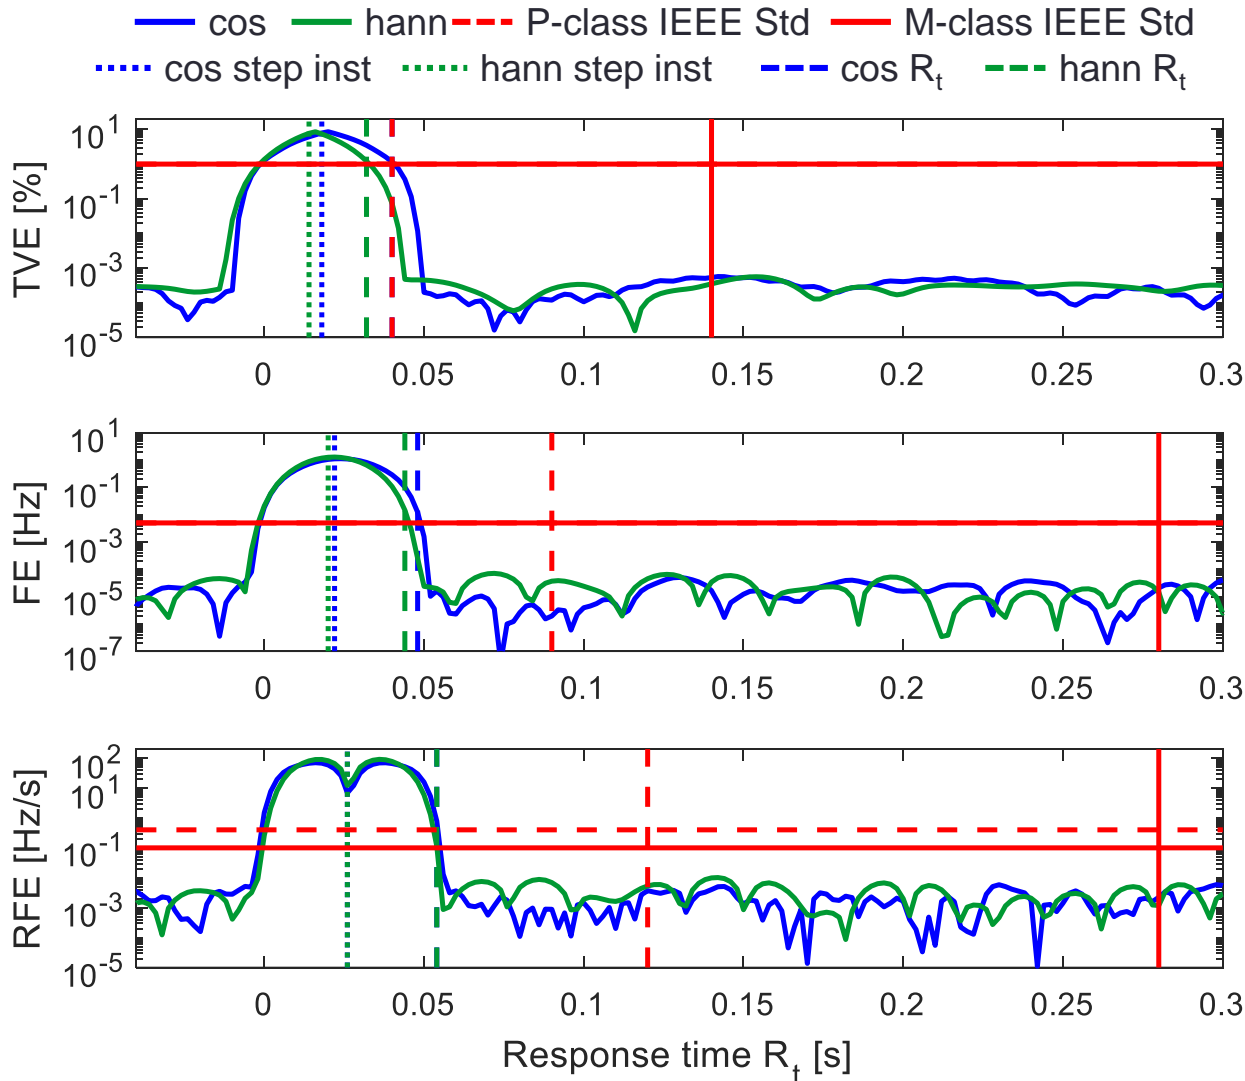 cos hann P-class IEEE Std M-class IEEE Std
cos step inst hann step inst cos R_t hann R_t
TVE [%]
10^1
10^-1
10^-3
10^-5
0 0.05 0.1 0.15 0.2 0.25 0.3
FE [Hz]
10^1
10^-1
10^-3
10^-5
10^-7
0 0.05 0.1 0.15 0.2 0.25 0.3
RFE [Hz/s]
10^2
10^1
10^-1
10^-3
10^-5
0 0.05 0.1 0.15 0.2 0.25 0.3
Response time R_t [s]